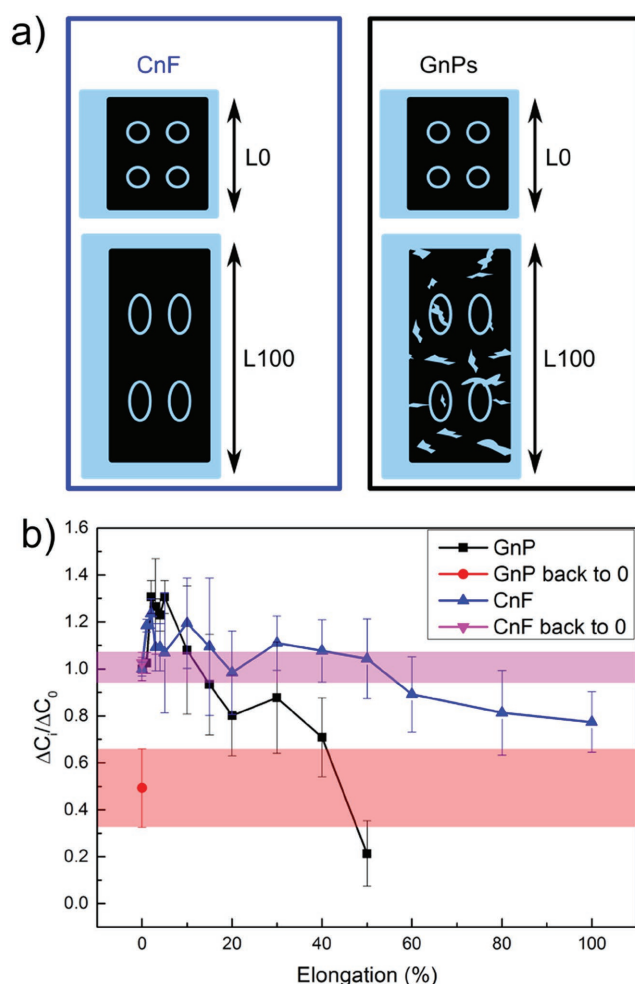 a)
CnF
GnPs
L0
L0
L100
L100
b)
GnP
GnP back to 0
CnF
CnF back to 0
1.6
1.4
1.2
1.0
0.8
0.6
0.4
0.2
0.0
ΔCᵢ/ΔC₀
0 20 40 60 80 100
Elongation (%)